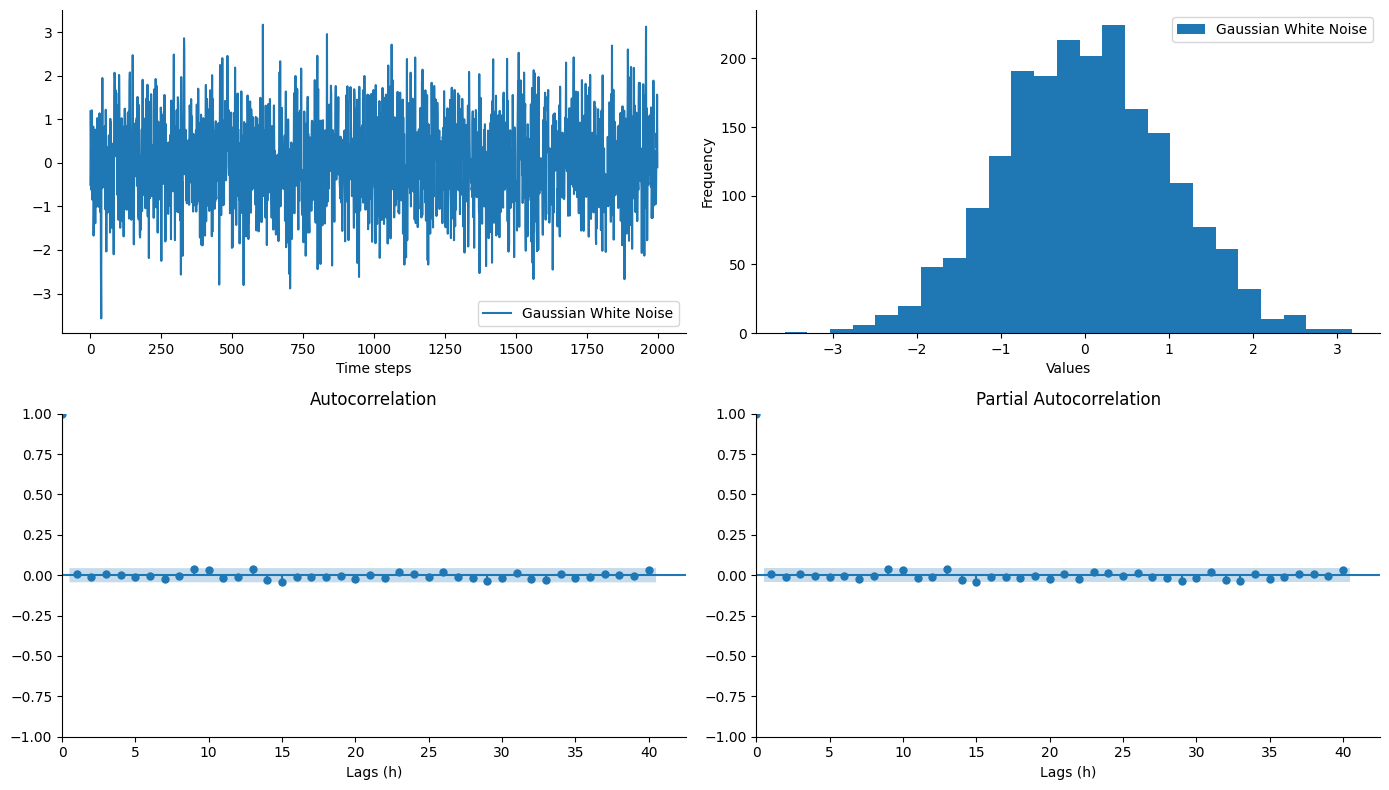 3
2
1
0
−1
−2
−3
Gaussian White Noise
0 250 500 750 1000 1250 1500 1750 2000
Time steps
Gaussian White Noise
Frequency
200
150
100
50
0
−3 −2 −1 0 1 2 3
Values
Autocorrelation
1.00
0.75
0.50
0.25
0.00
−0.25
−0.50
−0.75
−1.00
0 5 10 15 20 25 30 35 40
Lags (h)
Partial Autocorrelation
1.00
0.75
0.50
0.25
0.00
−0.25
−0.50
−0.75
−1.00
0 5 10 15 20 25 30 35 40
Lags (h)